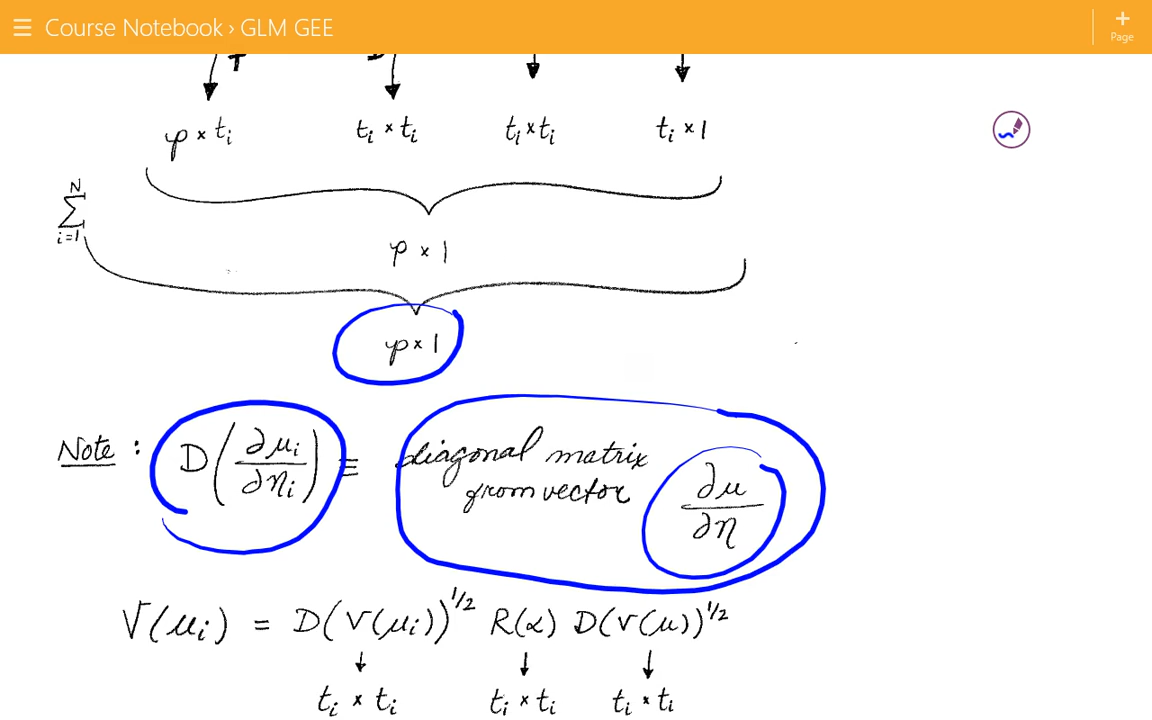 ☰ Course Notebook › GLM GEE
+ Page
p × tᵢ tᵢ × tᵢ tᵢ × tᵢ tᵢ × 1
N
∑
i=1
p × 1
p × 1
Note : D(∂μᵢ/∂ηᵢ) ≡ diagonal matrix
from vector ∂μ/∂η
V(μᵢ) = D(V(μᵢ))^1/2 R(α) D(V(μ))^1/2
tᵢ × tᵢ tᵢ × tᵢ tᵢ × tᵢ